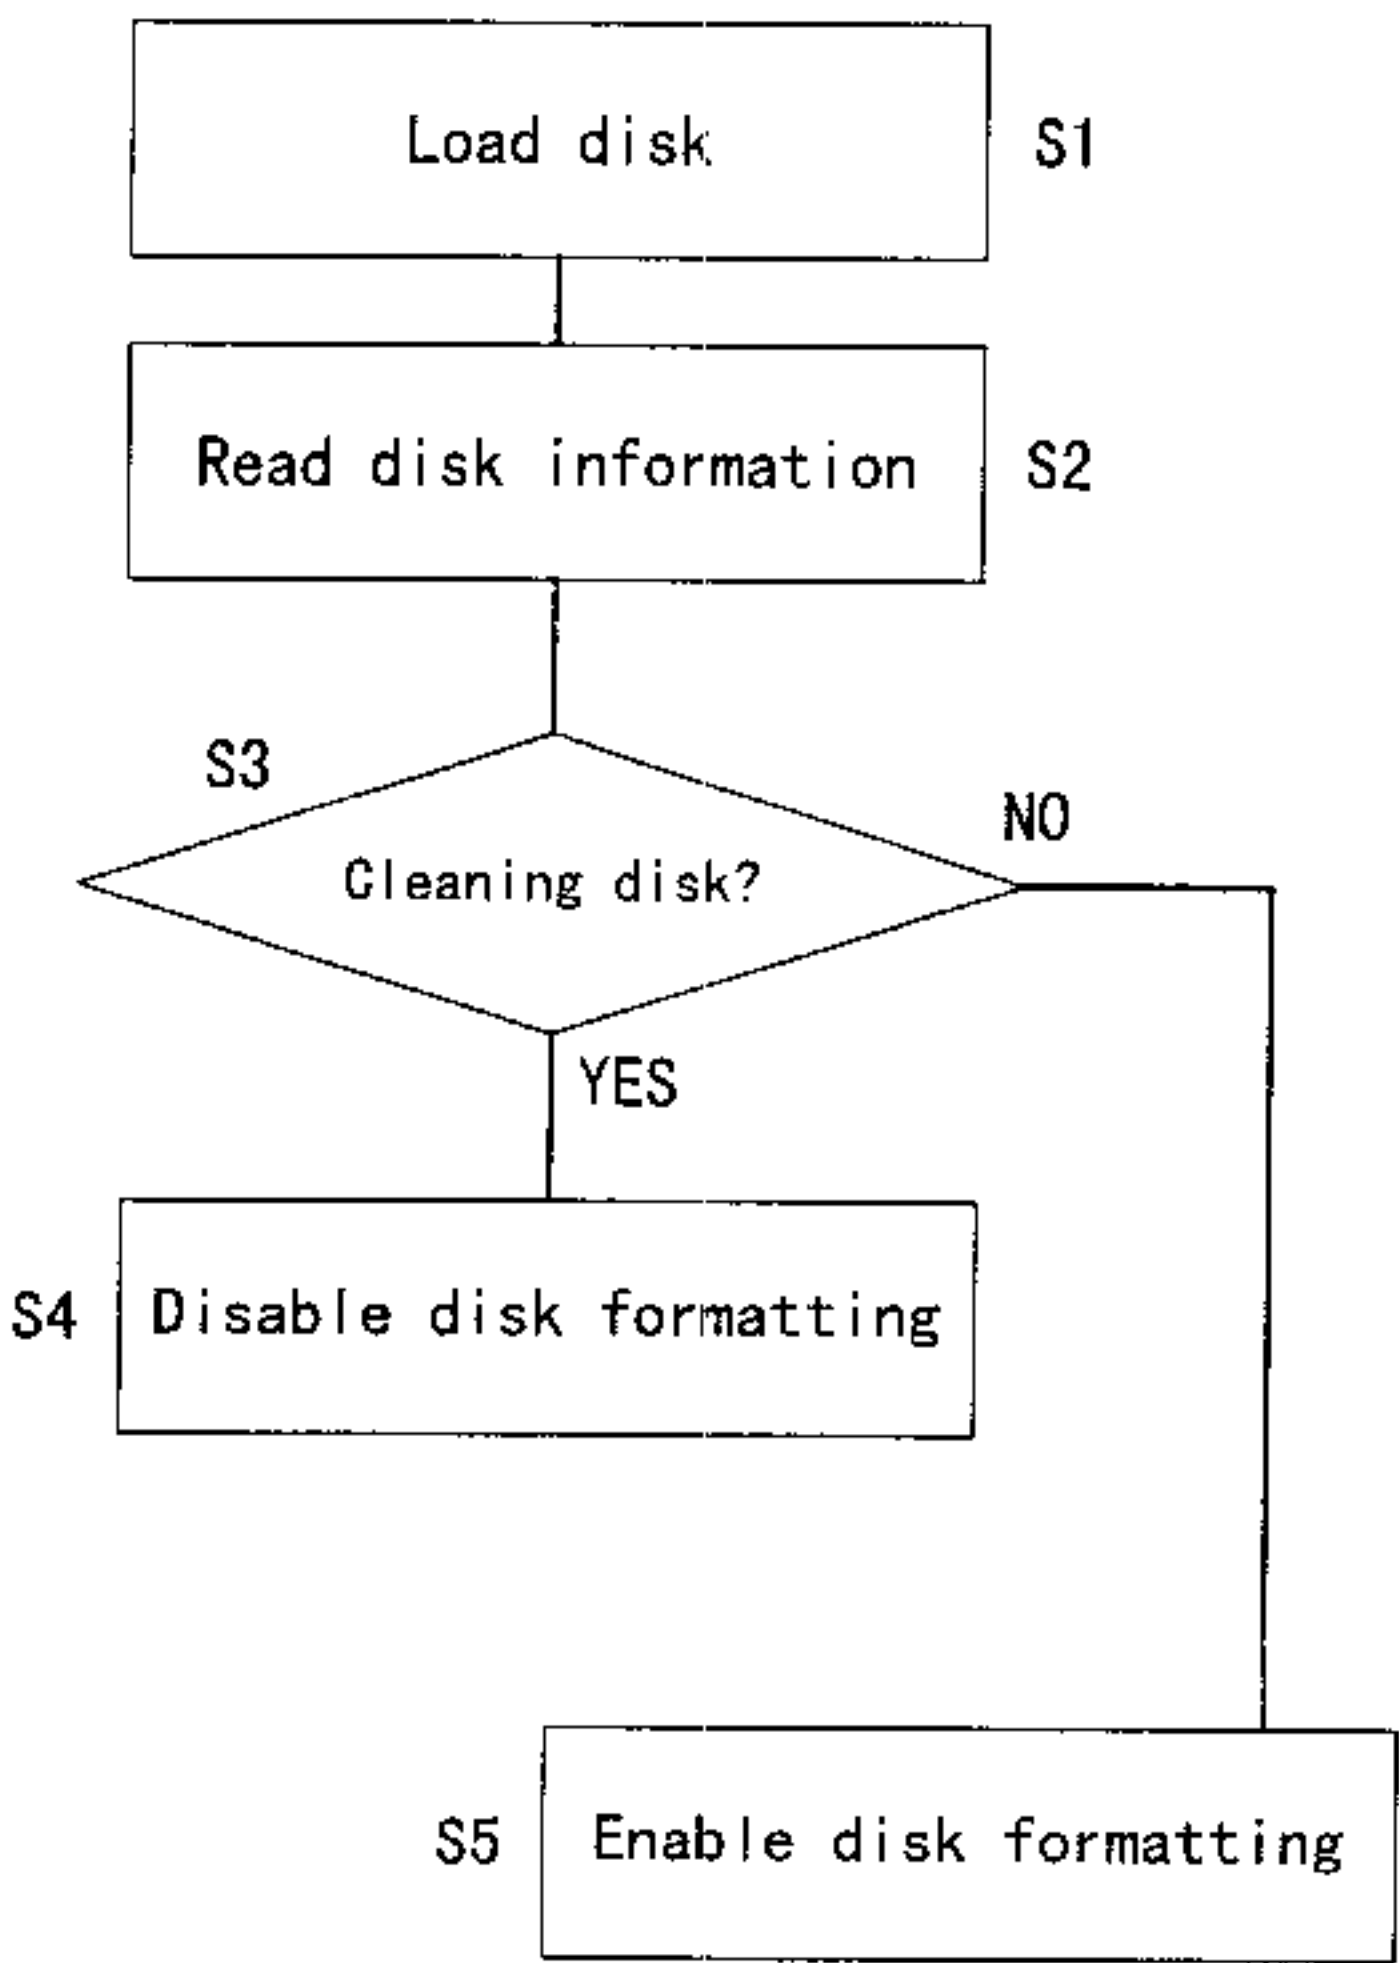 Load disk S1
Read disk information S2
S3
NO
Cleaning disk?
YES
S4 Disable disk formatting
S5 Enable disk formatting